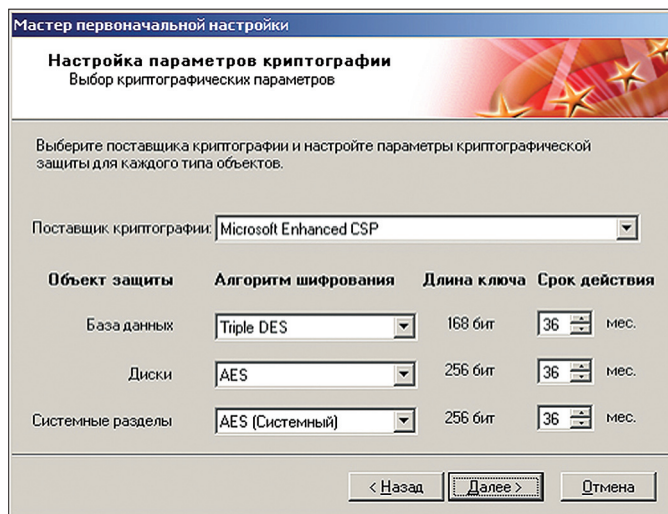 Мастер первоначальной настройки
Настройка параметров криптографии
Выбор криптографических параметров
Выберите поставщика криптографии и настройте параметры криптографической
защиты для каждого типа объектов.
Поставщик криптографии: Microsoft Enhanced CSP
Объект защиты Алгоритм шифрования Длина ключа Срок действия
База данных Triple DES 168 бит 36 мес.
Диски AES 256 бит 36 мес.
Системные разделы AES (Системный) 256 бит 36 мес.
< Назад Далее > Отмена